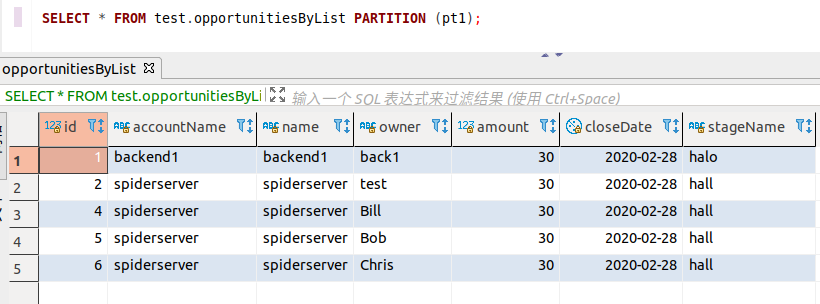 SELECT * FROM test.opportunitiesByList PARTITION (pt1);
opportunitiesByList
SELECT * FROM test.opportunitiesByLi 输入一个 SQL 表达式来过滤结果 (使用 Ctrl+Space)
123 id ABC accountName ABC name ABC owner 123 amount closeDate ABC stageName
1 1 backend1 backend1 back1 30 2020-02-28 halo
2 2 spiderserver spiderserver test 30 2020-02-28 hall
3 4 spiderserver spiderserver Bill 30 2020-02-28 hall
4 5 spiderserver spiderserver Bob 30 2020-02-28 hall
5 6 spiderserver spiderserver Chris 30 2020-02-28 hall